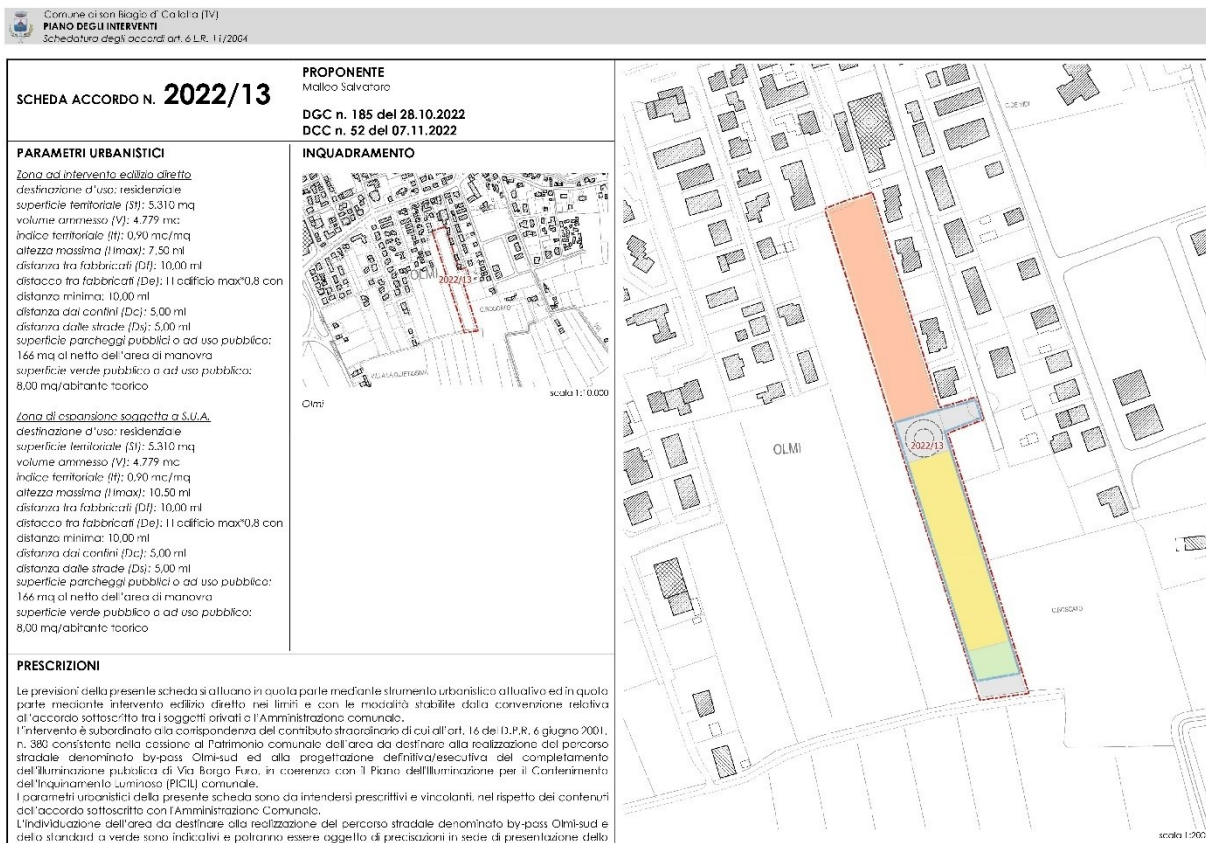 Comune di san Biagio di Callalta (TV)
PIANO DEGLI INTERVENTI
Schedatura degli accordi art. 6 L.R. 11/2004
SCHEDA ACCORDO N. 2022/13
PROPONENTE
Malleo Salvatore
DGC n. 185 del 28.10.2022
DCC n. 52 del 07.11.2022
PARAMETRI URBANISTICI
Zona ad intervento edilizio diretto
destinazione d'uso: residenziale
superficie territoriale (St): 5.310 mq
volume ammesso (V): 4.779 mc
indice territoriale (It): 0,90 mc/mq
altezza massima (Hmax): 7,50 ml
distanza tra fabbricati (Df): 10,00 ml
distacco tra fabbricati (De): H edificio max*0,8 con
distanza minima: 10,00 ml
distanza dai confini (Dc): 5,00 ml
distanza dalle strade (Ds): 5,00 ml
superficie parcheggi pubblici o ad uso pubblico:
166 mq al netto dell'area di manovra
superficie verde pubblico o ad uso pubblico:
8,00 mq/abitante teorico
Zona di espansione soggetta a S.U.A.
destinazione d'uso: residenziale
superficie territoriale (St): 5.310 mq
volume ammesso (V): 4.779 mc
indice territoriale (It): 0,90 mc/mq
altezza massima (Hmax): 10,50 ml
distanza tra fabbricati (Df): 10,00 ml
distacco tra fabbricati (De): H edificio max*0,8 con
distanza minima: 10,00 ml
distanza dai confini (Dc): 5,00 ml
distanza dalle strade (Ds): 5,00 ml
superficie parcheggi pubblici o ad uso pubblico:
166 mq al netto dell'area di manovra
superficie verde pubblico o ad uso pubblico:
8,00 mq/abitante teorico
INQUADRAMENTO
OLMI
2022/13
C.BOSCATO
scala 1:10.000
Olmi
PRESCRIZIONI
Le previsioni della presente scheda si attuano in quota parte mediante strumento urbanistico attuativo ed in quota
parte mediante intervento edilizio diretto nei limiti e con le modalità stabilite dalla convenzione relativa
all'accordo sottoscritto tra i soggetti privati e l'Amministrazione comunale.
L'intervento è subordinato alla corrispondenza del contributo straordinario di cui all'art. 16 del D.P.R. 6 giugno 2001,
n. 380 consistente nella cessione al Patrimonio comunale dell'area da destinare alla realizzazione del percorso
stradale denominato by-pass Olmi-sud ed alla progettazione definitiva/esecutiva del completamento
dell'illuminazione pubblica di Via Borgo Furo, in coerenza con il Piano dell'Illuminazione per il Contenimento
dell'Inquinamento Luminoso (PICIL) comunale.
I parametri urbanistici della presente scheda sono da intendersi prescrittivi e vincolanti, nel rispetto dei contenuti
dell'accordo sottoscritto con l'Amministrazione Comunale.
L'individuazione dell'area da destinare alla realizzazione del percorso stradale denominato by-pass Olmi-sud e
dello standard a verde sono indicativi e potranno essere oggetto di precisazioni in sede di presentazione dello
OLMI
2022/13
C.BOSCATO
scala 1:200